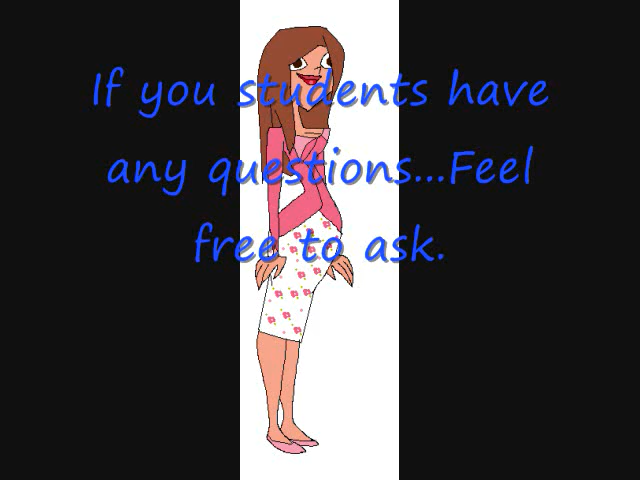 If you students have
any questions...Feel
free to ask.